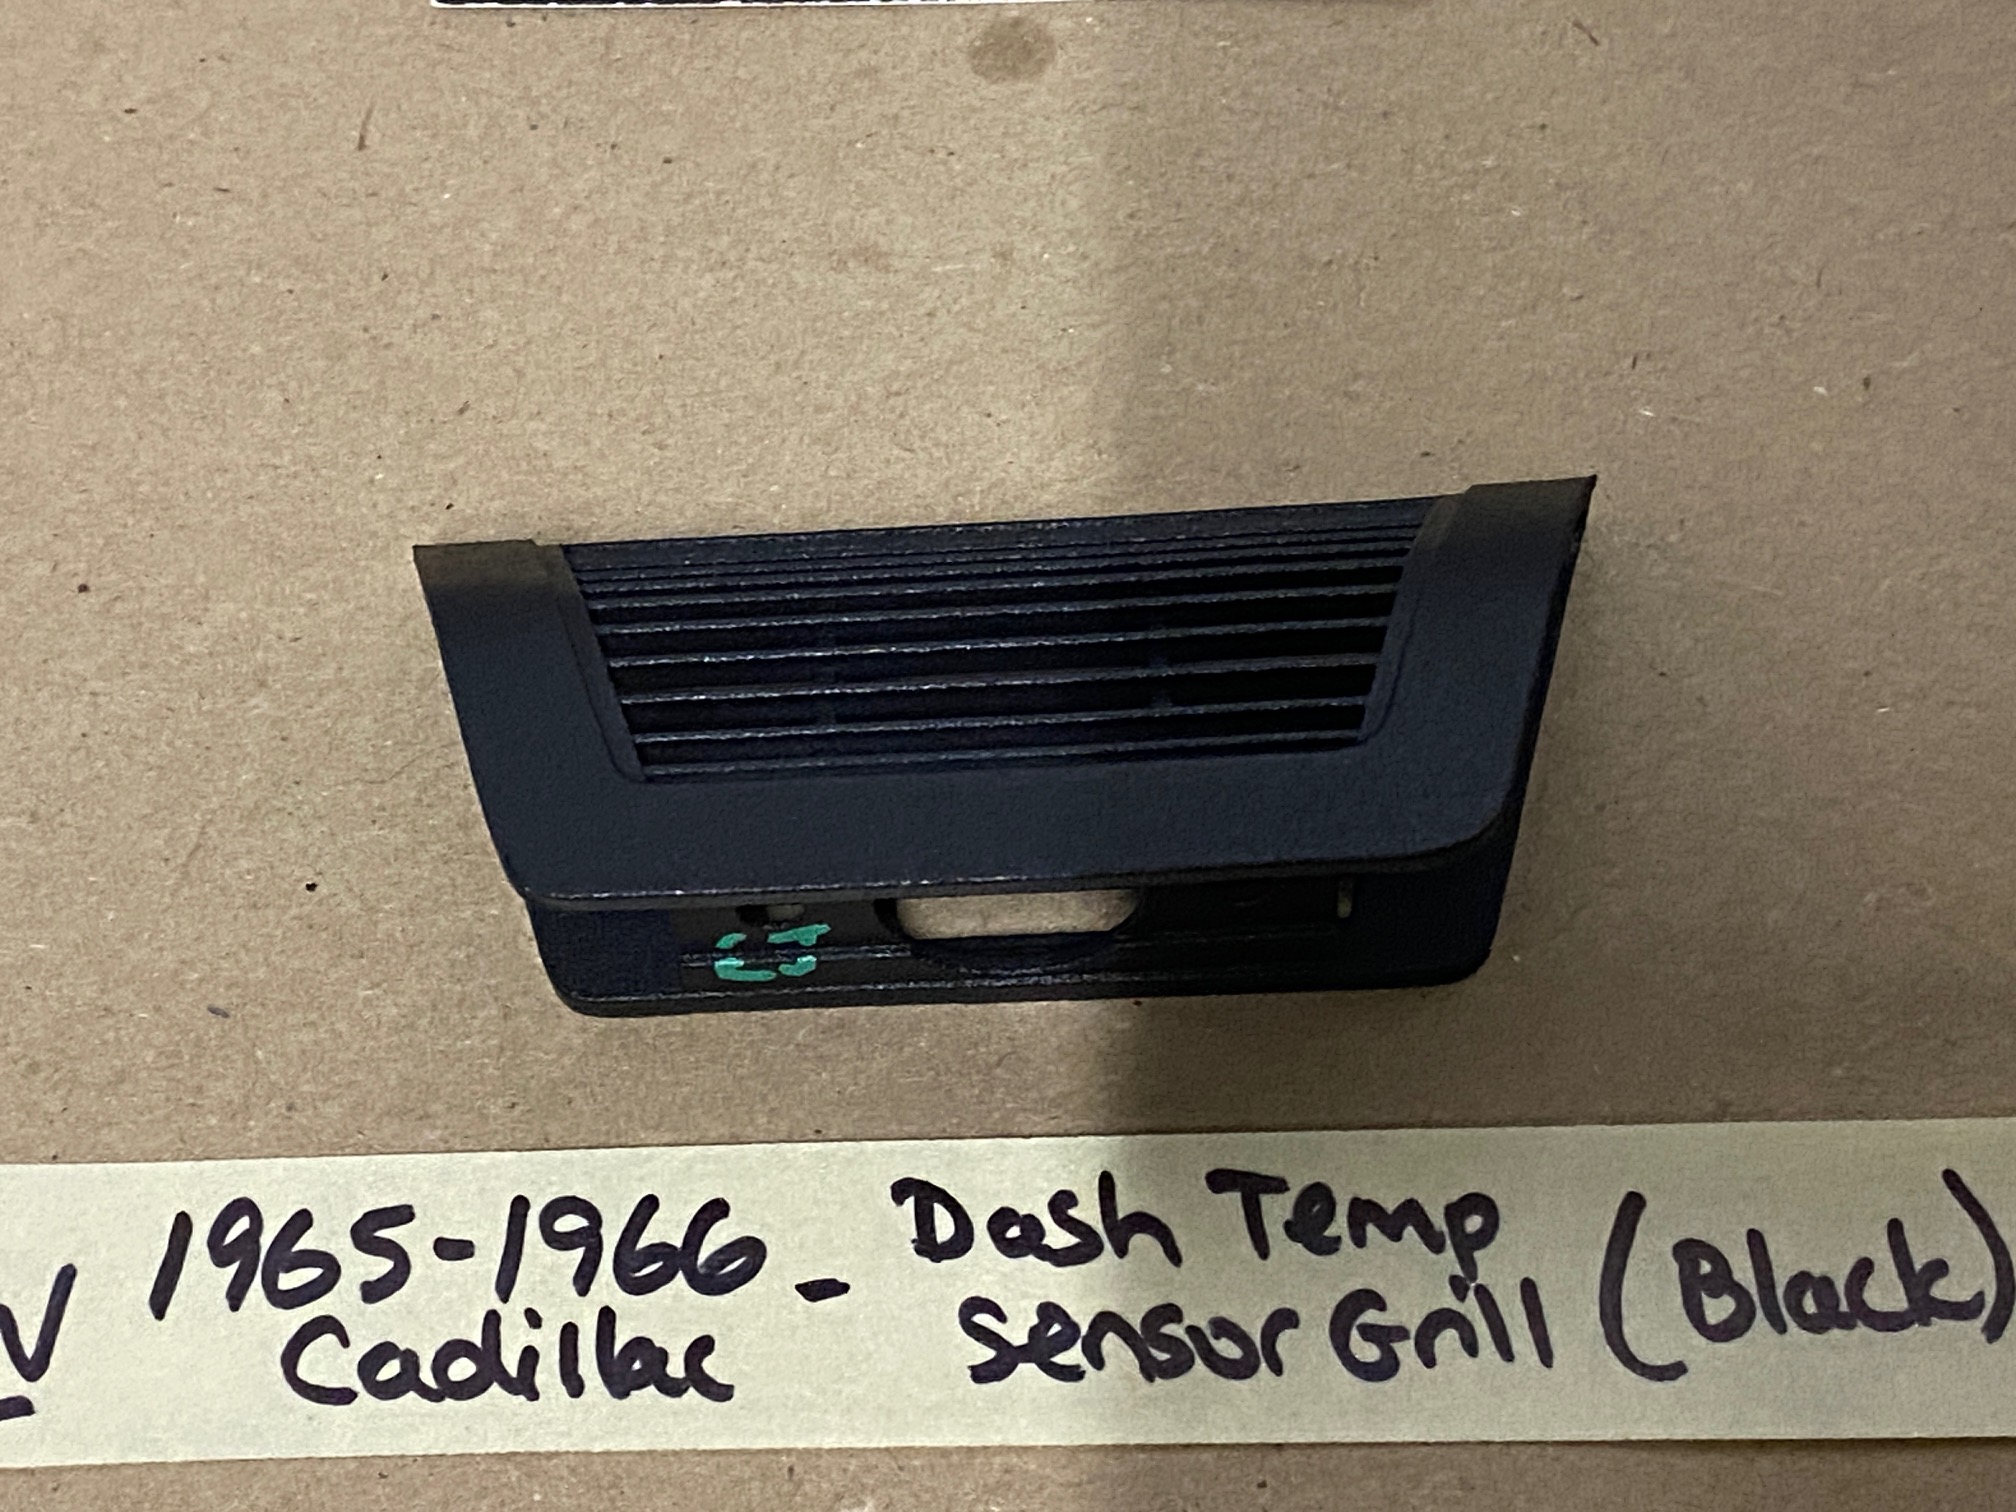 1965-1966 - Dash Temp (Black)
Cadillac Sensor Grill